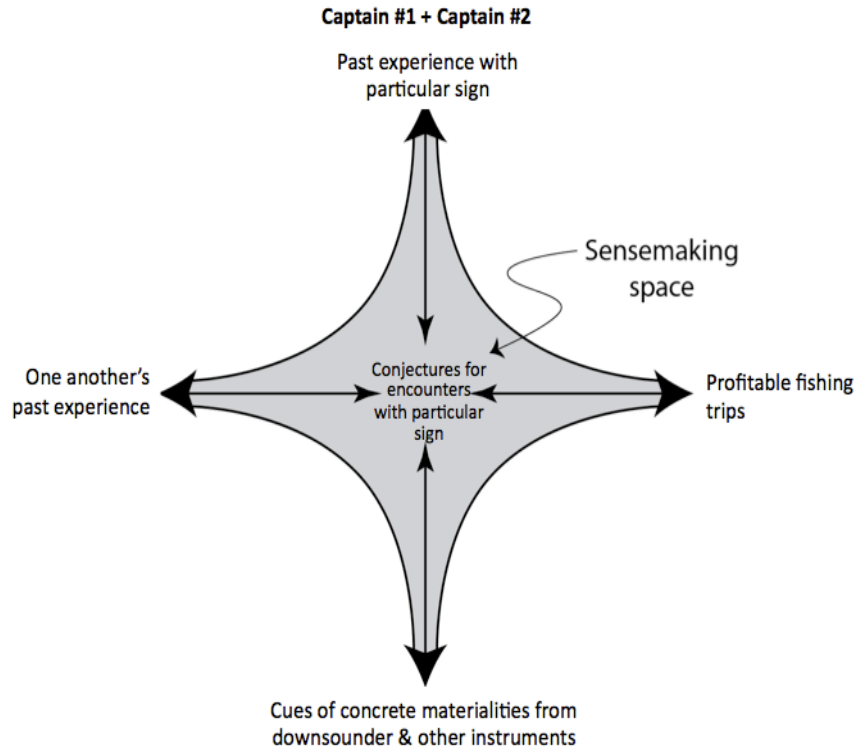 Captain #1 + Captain #2
Past experience with
particular sign
Sensemaking
space
One another's
past experience
Conjectures for
encounters
with particular
sign
Profitable fishing
trips
Cues of concrete materialities from
downsounder & other instruments